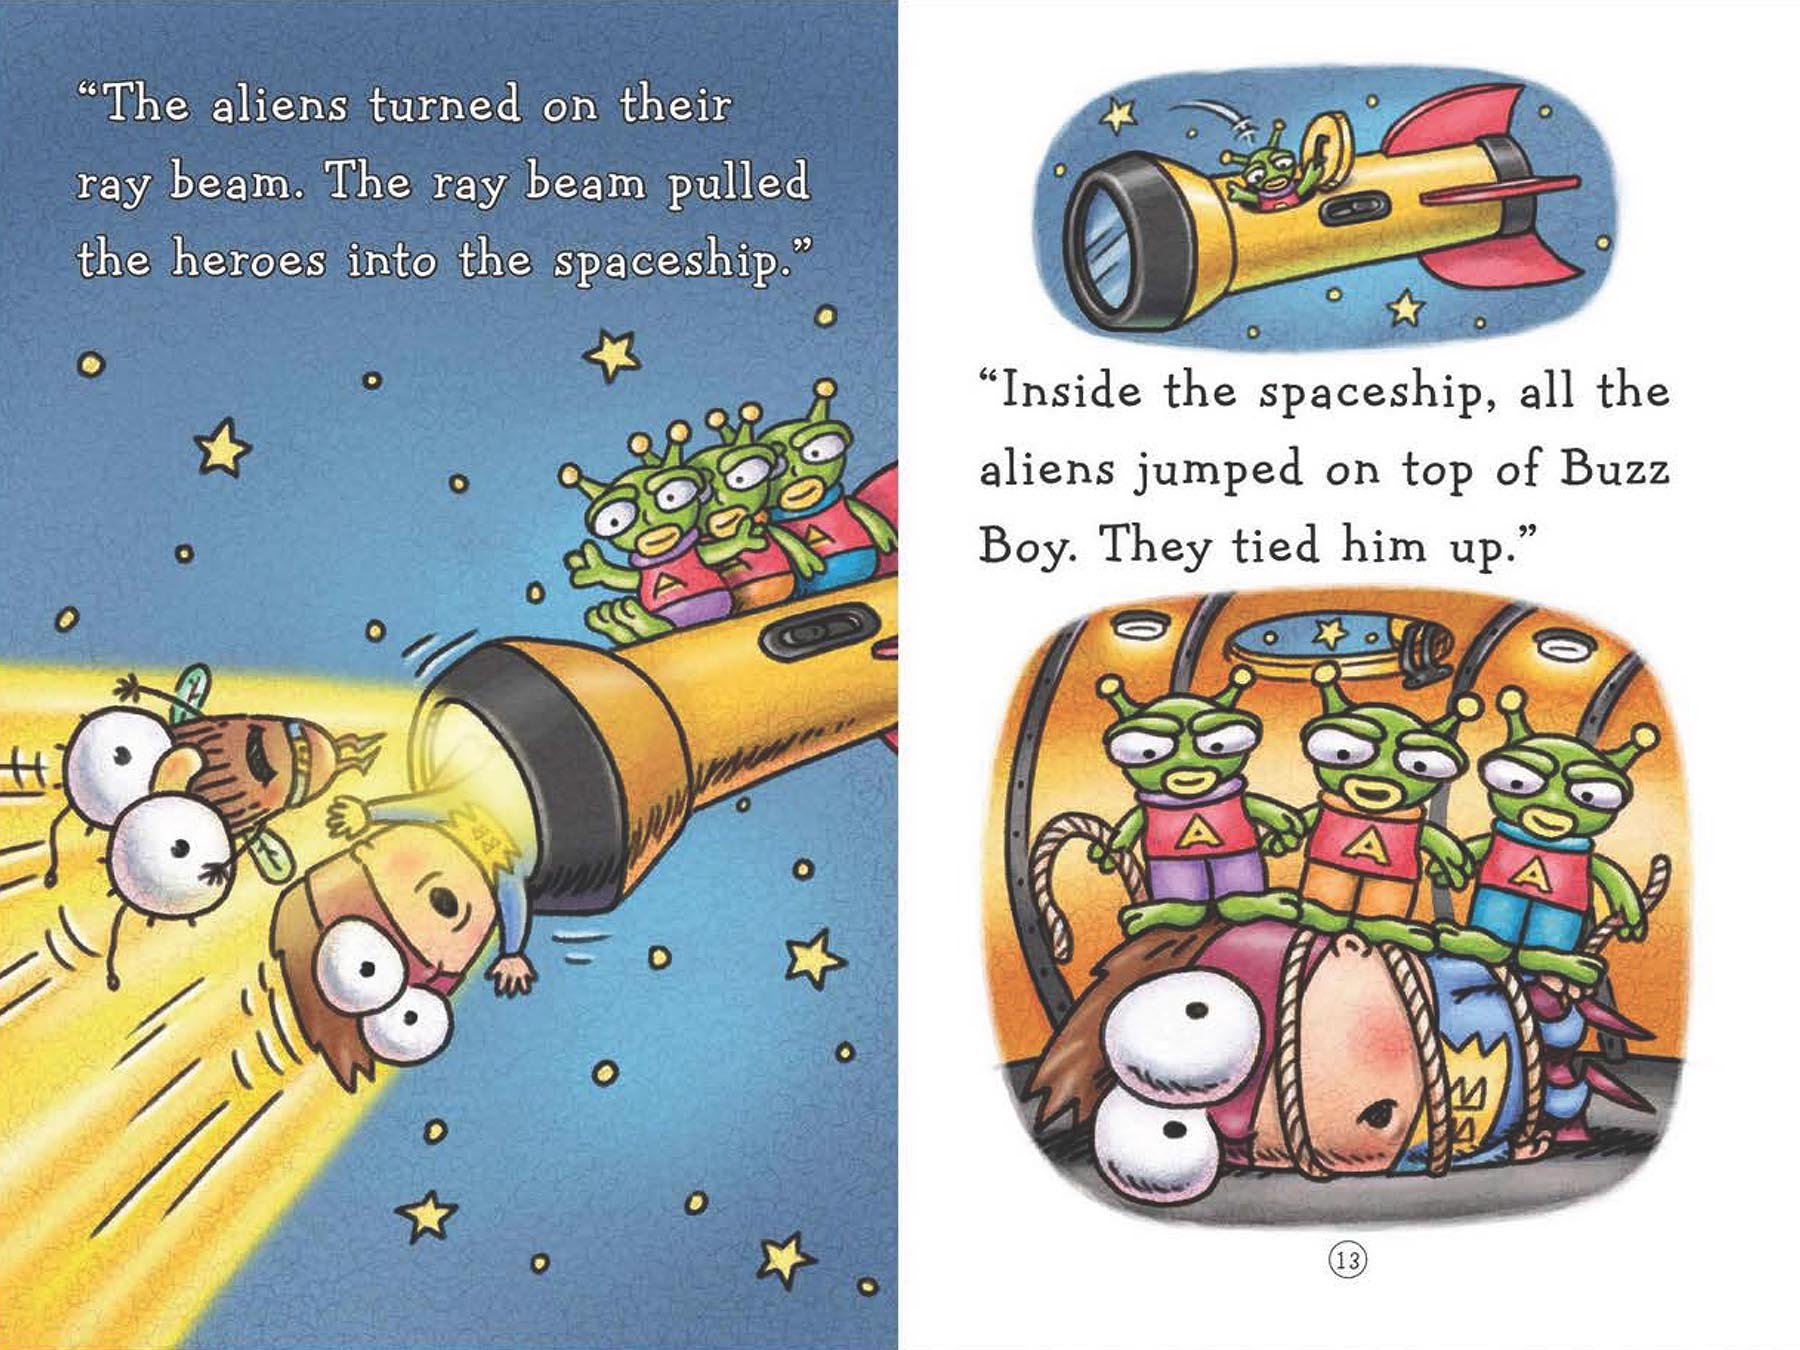 “The aliens turned on their
ray beam. The ray beam pulled
the heroes into the spaceship.”
A
A
“Inside the spaceship, all the
aliens jumped on top of Buzz
Boy. They tied him up.”
A
A
A
13